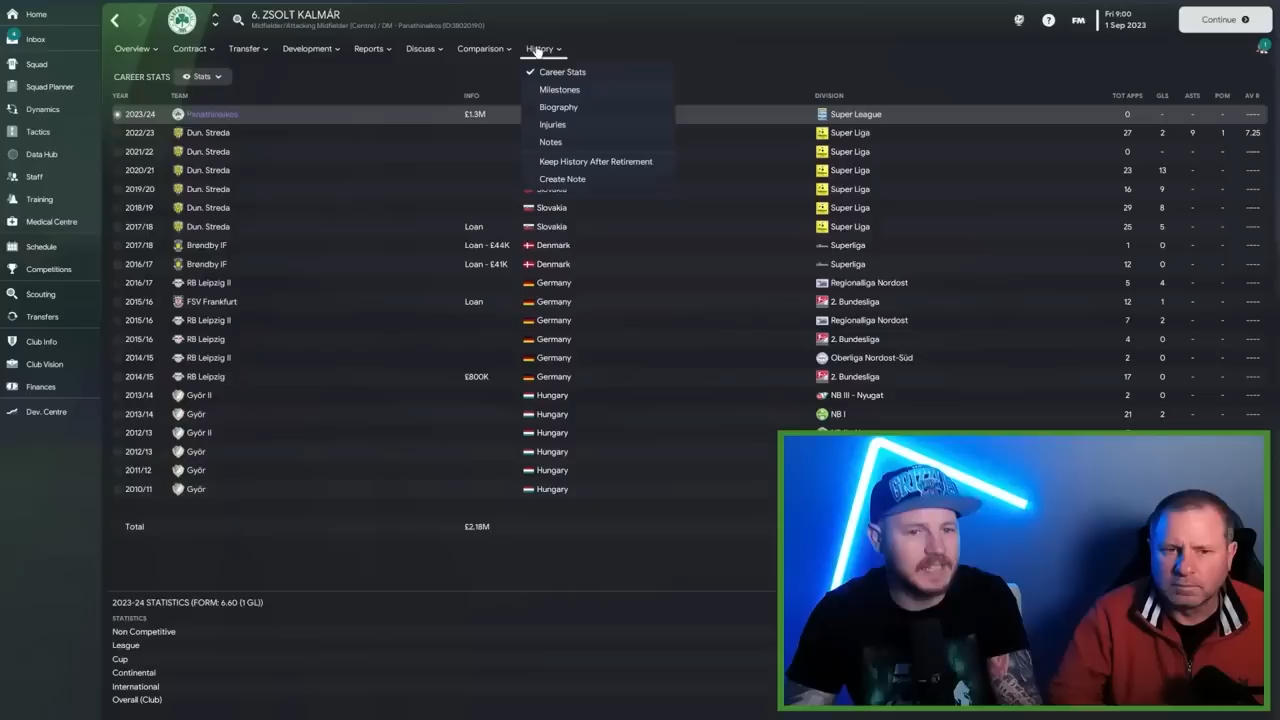 6. ZSOLT KALMÁR
Midfielder/Attacking Midfielder (Centre) / DM - Panathinaikos (ID:38020190)
FM
Fri 9:00
1 Sep 2023
Continue
Home
Inbox
Squad
Squad Planner
Dynamics
Tactics
Data Hub
Staff
Training
Medical Centre
Schedule
Competitions
Scouting
Transfers
Club Info
Club Vision
Finances
Dev. Centre
Overview Contract Transfer Development Reports Discuss Comparison History
Career Stats
Milestones
Biography
Injuries
Notes
Keep History After Retirement
Create Note
CAREER STATS Stats
YEAR TEAM INFO DIVISION TOT APPS GLS ASTS POM AV R
2023/24 Panathinaikos £1.3M Super League 0 - - - ----
2022/23 Dun. Streda Super Liga 27 2 9 1 7.25
2021/22 Dun. Streda Super Liga 0 - - - ----
2020/21 Dun. Streda Super Liga 23 13 - - ----
2019/20 Dun. Streda Slovakia Super Liga 16 9 - - ----
2018/19 Dun. Streda Slovakia Super Liga 29 8 - - ----
2017/18 Dun. Streda Loan Slovakia Super Liga 25 5 - - ----
2017/18 Brøndby IF Loan - £44K Denmark Superliga 1 0 - - ----
2016/17 Brøndby IF Loan - £41K Denmark Superliga 12 0 - - ----
2016/17 RB Leipzig II Germany Regionalliga Nordost 5 4 - - ----
2015/16 FSV Frankfurt Loan Germany 2. Bundesliga 12 1 - - ----
2015/16 RB Leipzig II Germany Regionalliga Nordost 7 2 - - ----
2015/16 RB Leipzig Germany 2. Bundesliga 4 0 - - ----
2014/15 RB Leipzig II Germany Oberliga Nordost-Süd 2 0 - - ----
2014/15 RB Leipzig £800K Germany 2. Bundesliga 17 0 - - ----
2013/14 Győr II Hungary NB III - Nyugat 2 0 - - ----
2013/14 Győr Hungary NB I 21 2 - - ----
2012/13 Győr II Hungary
2012/13 Győr Hungary
2011/12 Győr Hungary
2010/11 Győr Hungary
Total £2.18M
2023-24 STATISTICS (FORM: 6.60 (1 GL))
STATISTICS
Non Competitive
League
Cup
Continental
International
Overall (Club)